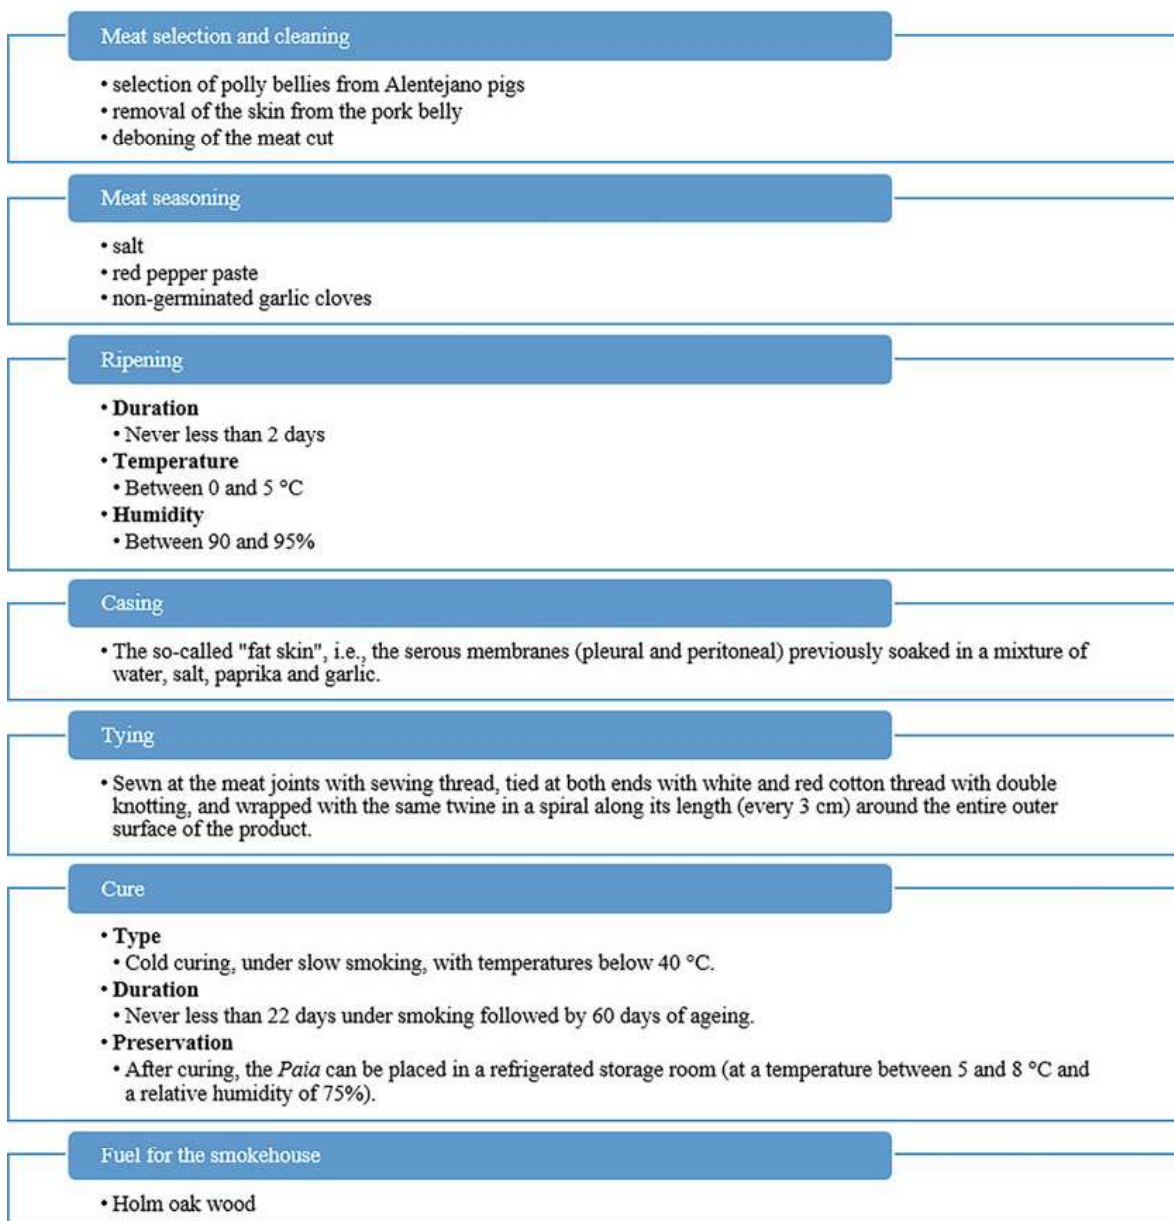 Meat selection and cleaning
• selection of polly bellies from Alentejano pigs
• removal of the skin from the pork belly
• deboning of the meat cut
Meat seasoning
• salt
• red pepper paste
• non-germinated garlic cloves
Ripening
• Duration
• Never less than 2 days
• Temperature
• Between 0 and 5 °C
• Humidity
• Between 90 and 95%
Casing
• The so-called "fat skin", i.e., the serous membranes (pleural and peritoneal) previously soaked in a mixture of
water, salt, paprika and garlic.
Tying
• Sewn at the meat joints with sewing thread, tied at both ends with white and red cotton thread with double
knotting, and wrapped with the same twine in a spiral along its length (every 3 cm) around the entire outer
surface of the product.
Cure
• Type
• Cold curing, under slow smoking, with temperatures below 40 °C.
• Duration
• Never less than 22 days under smoking followed by 60 days of ageing.
• Preservation
• After curing, the Paia can be placed in a refrigerated storage room (at a temperature between 5 and 8 °C and
a relative humidity of 75%).
Fuel for the smokehouse
• Holm oak wood